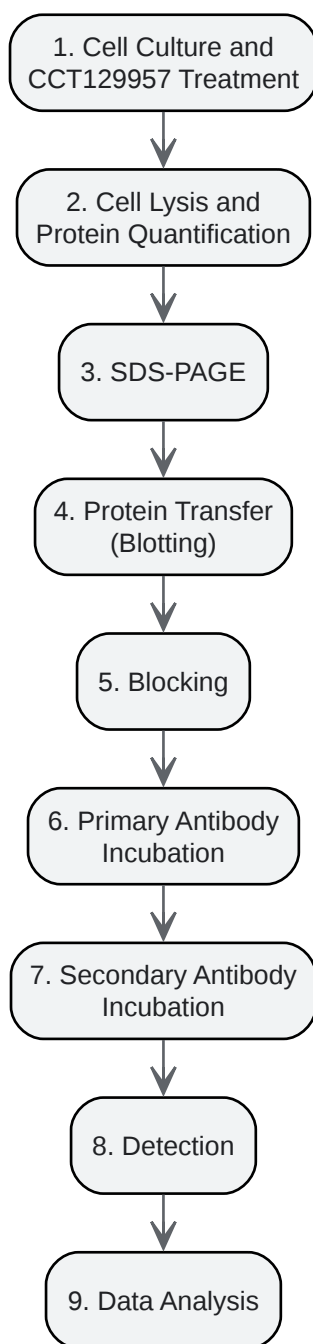 1. Cell Culture and
CCT129957 Treatment
2. Cell Lysis and
Protein Quantification
3. SDS-PAGE
4. Protein Transfer
(Blotting)
5. Blocking
6. Primary Antibody
Incubation
7. Secondary Antibody
Incubation
8. Detection
9. Data Analysis